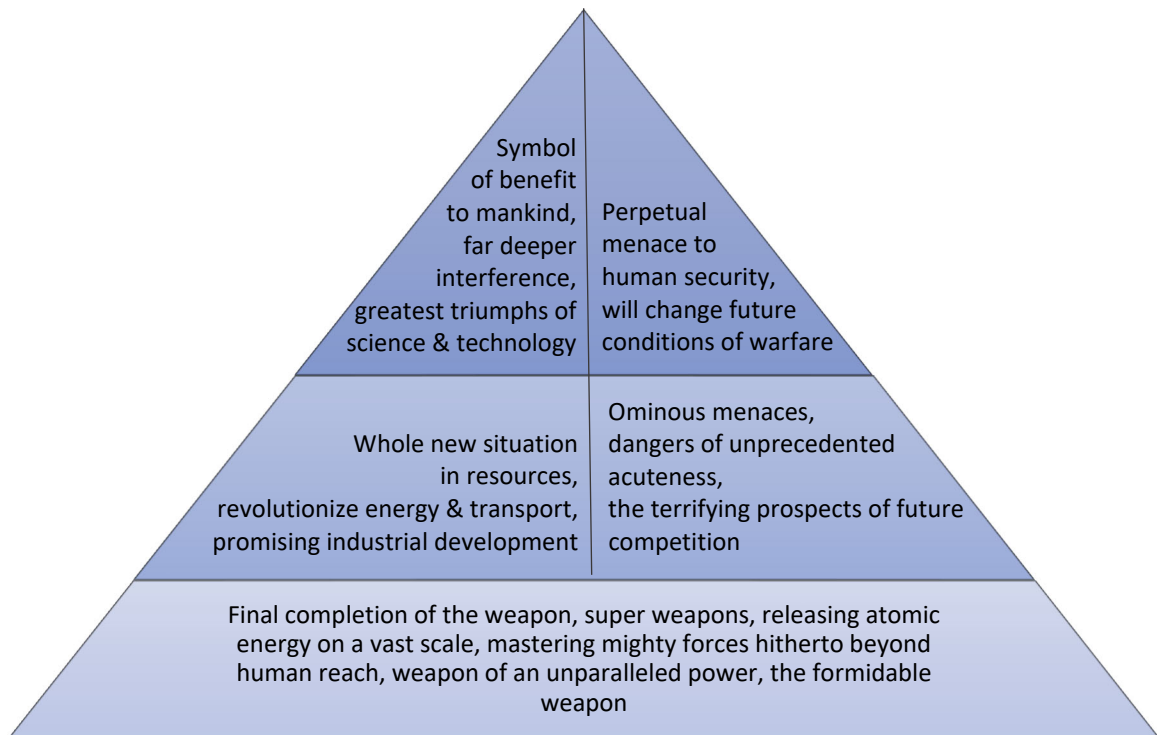 Symbol
of benefit
to mankind,
far deeper
interference,
greatest triumphs of
science & technology
Perpetual
menace to
human security,
will change future
conditions of warfare
Whole new situation
in resources,
revolutionize energy & transport,
promising industrial development
Ominous menaces,
dangers of unprecedented
acuteness,
the terrifying prospects of future
competition
Final completion of the weapon, super weapons, releasing atomic
energy on a vast scale, mastering mighty forces hitherto beyond
human reach, weapon of an unparalleled power, the formidable
weapon